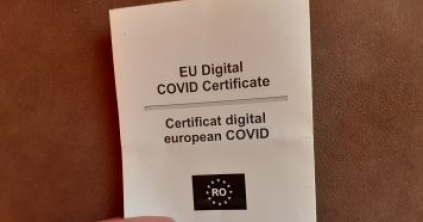 EU Digital
COVID Certificate
Certificat digital
european COVID
RO